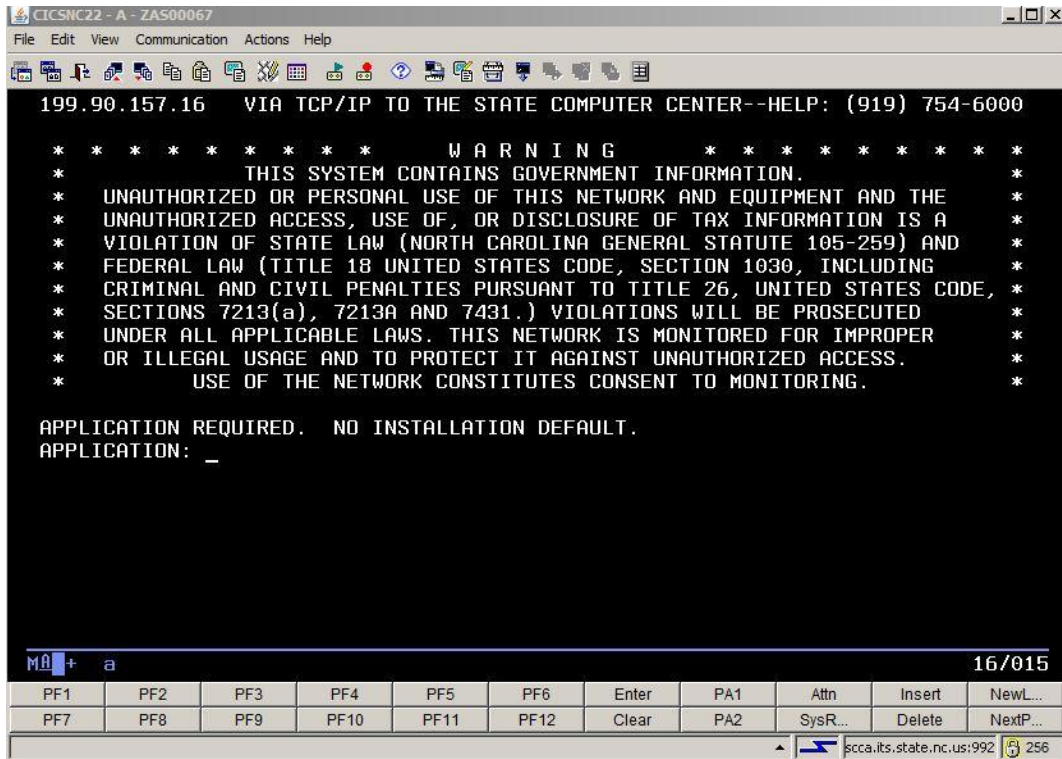 CICSNC22 - A - ZAS00067
File Edit View Communication Actions Help
199.90.157.16 VIA TCP/IP TO THE STATE COMPUTER CENTER--HELP: (919) 754-6000
* * * * * * * * * W A R N I N G * * * * * * * * *
* THIS SYSTEM CONTAINS GOVERNMENT INFORMATION. *
* UNAUTHORIZED OR PERSONAL USE OF THIS NETWORK AND EQUIPMENT AND THE *
* UNAUTHORIZED ACCESS, USE OF, OR DISCLOSURE OF TAX INFORMATION IS A *
* VIOLATION OF STATE LAW (NORTH CAROLINA GENERAL STATUTE 105-259) AND *
* FEDERAL LAW (TITLE 18 UNITED STATES CODE, SECTION 1030, INCLUDING *
* CRIMINAL AND CIVIL PENALTIES PURSUANT TO TITLE 26, UNITED STATES CODE, *
* SECTIONS 7213(a), 7213A AND 7431.) VIOLATIONS WILL BE PROSECUTED *
* UNDER ALL APPLICABLE LAWS. THIS NETWORK IS MONITORED FOR IMPROPER *
* OR ILLEGAL USAGE AND TO PROTECT IT AGAINST UNAUTHORIZED ACCESS. *
* USE OF THE NETWORK CONSTITUTES CONSENT TO MONITORING. *
APPLICATION REQUIRED. NO INSTALLATION DEFAULT.
APPLICATION: _
MA + a 16/015
PF1 PF2 PF3 PF4 PF5 PF6 Enter PA1 Attn Insert NewL...
PF7 PF8 PF9 PF10 PF11 PF12 Clear PA2 SysR... Delete NextP...
scca.its.state.nc.us:992 256